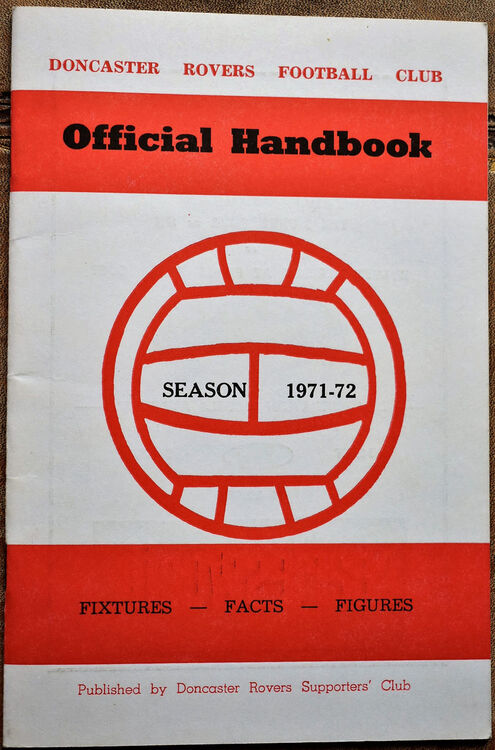 DONCASTER ROVERS FOOTBALL CLUB
Official Handbook
SEASON 1971-72
FIXTURES — FACTS — FIGURES
Published by Doncaster Rovers Supporters' Club